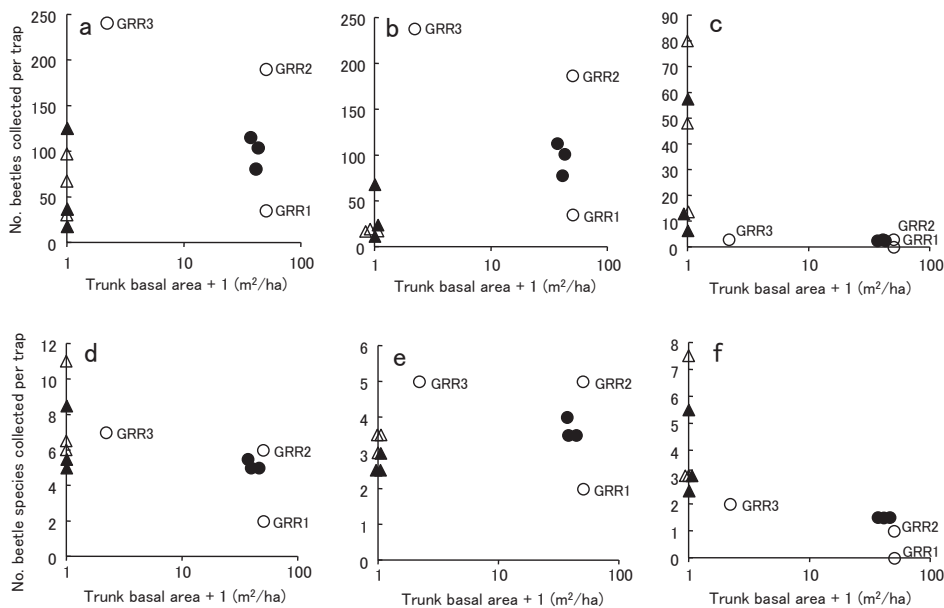 a
b
c
No. beetles collected per trap
250
200
150
100
50
0
GRR3
GRR2
GRR1
1
10
100
Trunk basal area + 1 (m²/ha)
250
200
150
100
50
0
GRR3
GRR2
GRR1
1
10
100
Trunk basal area + 1 (m²/ha)
90
80
70
60
50
40
30
20
10
0
GRR3
GRR2
GRR1
1
10
100
Trunk basal area + 1 (m²/ha)
d
e
f
No. beetle species collected per trap
12
10
8
6
4
2
0
GRR3
GRR2
GRR1
1
10
100
Trunk basal area + 1 (m²/ha)
6
5
4
3
2
1
0
GRR3
GRR2
GRR1
1
10
100
Trunk basal area + 1 (m²/ha)
8
7
6
5
4
3
2
1
0
GRR3
GRR2
GRR1
1
10
100
Trunk basal area + 1 (m²/ha)